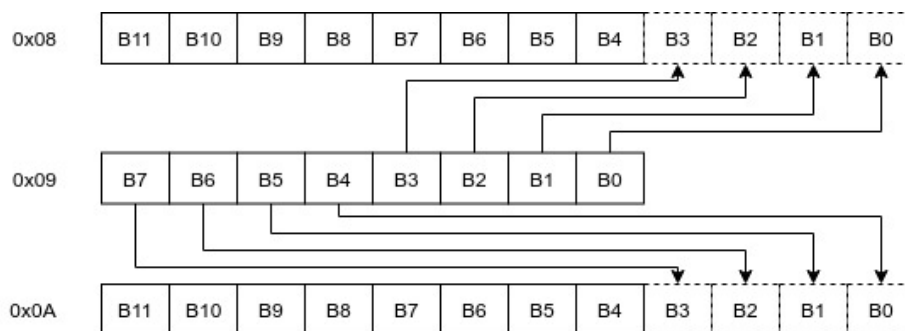 0x08 B11 B10 B9 B8 B7 B6 B5 B4 B3 B2 B1 B0
0x09 B7 B6 B5 B4 B3 B2 B1 B0
0x0A B11 B10 B9 B8 B7 B6 B5 B4 B3 B2 B1 B0